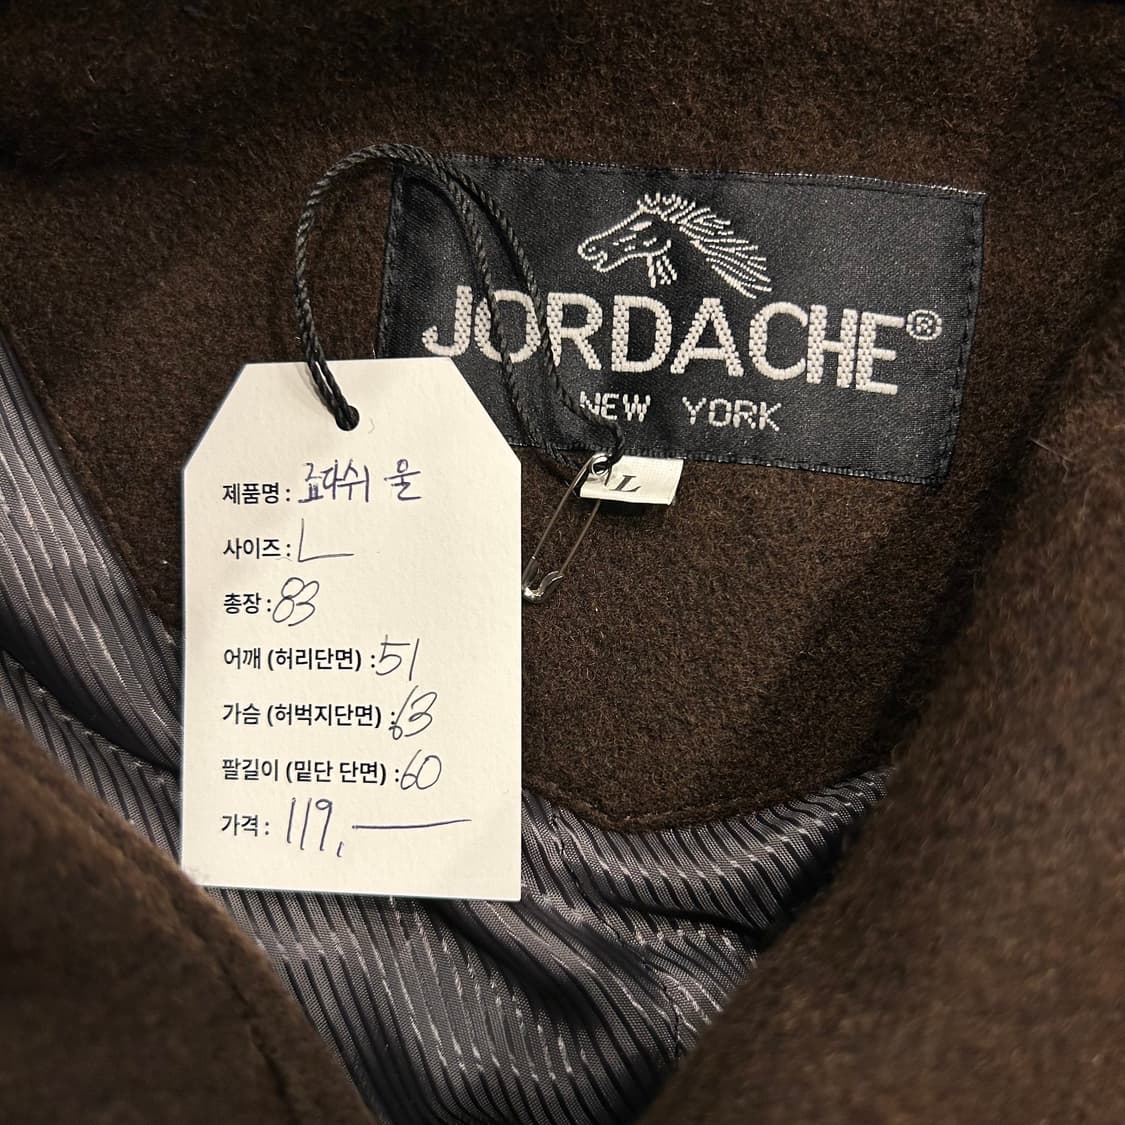 JORDACHE®
NEW YORK
L
제품명 : 죠다쉬 울
사이즈 : L
총장 : 83
어깨 (허리단면) : 51
가슴 (허벅지단면) : 63
팔길이 (밑단 단면) : 60
가격 : 119,—